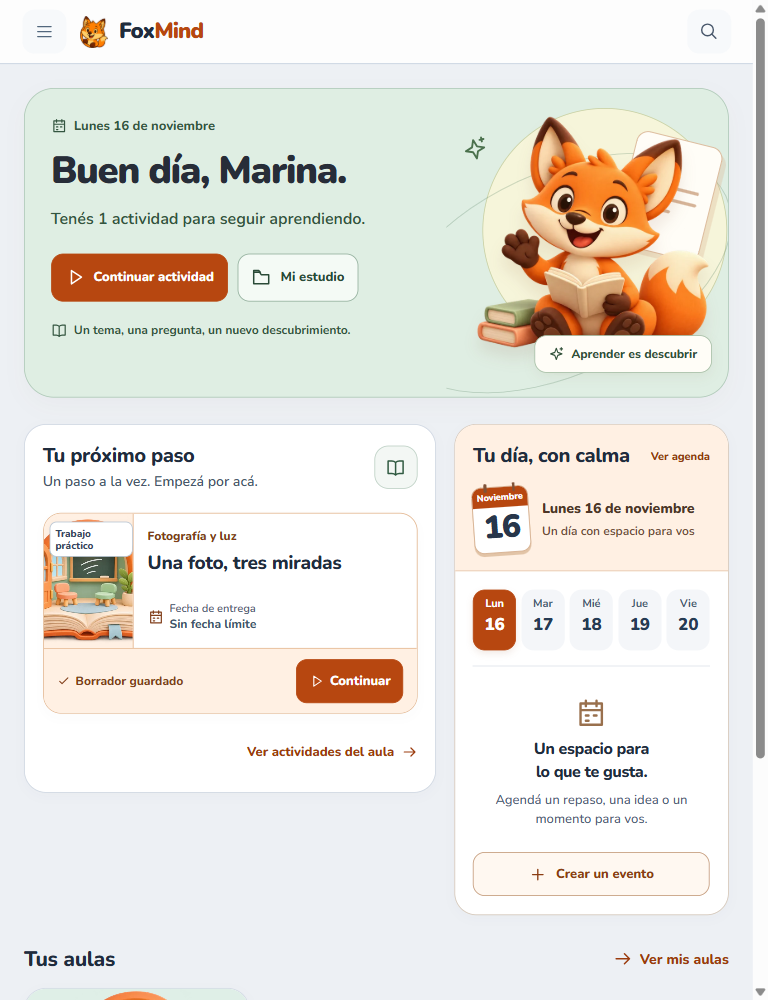 FoxMind
Lunes 16 de noviembre
Buen día, Marina.
Tenés 1 actividad para seguir aprendiendo.
Continuar actividad
Mi estudio
Un tema, una pregunta, un nuevo descubrimiento.
Aprender es descubrir
Tu próximo paso
Un paso a la vez. Empezá por acá.
Trabajo
práctico
Fotografía y luz
Una foto, tres miradas
Fecha de entrega
Sin fecha límite
Borrador guardado
Continuar
Ver actividades del aula
Tu día, con calma
Ver agenda
Noviembre
16
Lunes 16 de noviembre
Un día con espacio para vos
Lun Mar Mié Jue Vie
16 17 18 19 20
Un espacio para
lo que te gusta.
Agendá un repaso, una idea o un
momento para vos.
Crear un evento
Tus aulas
Ver mis aulas